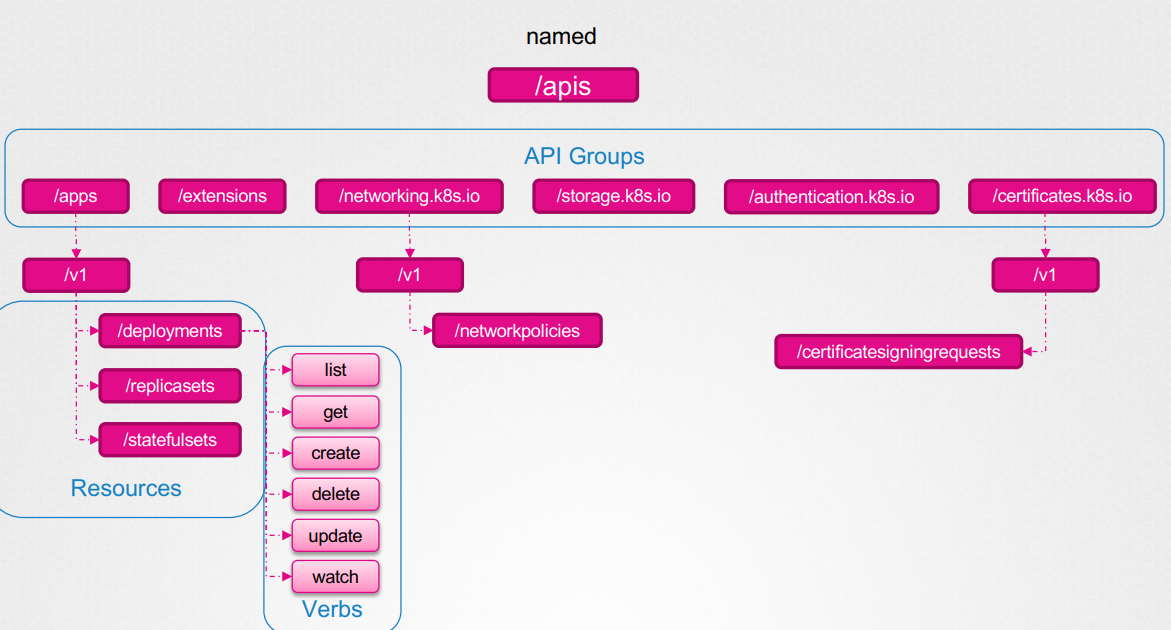 named
/apis
API Groups
/apps
/extensions
/networking.k8s.io
/storage.k8s.io
/authentication.k8s.io
/certificates.k8s.io
/v1
/v1
/v1
/deployments
/networkpolicies
/certificatesigningrequests
/replicasets
/statefulsets
Resources
list
get
create
delete
update
watch
Verbs